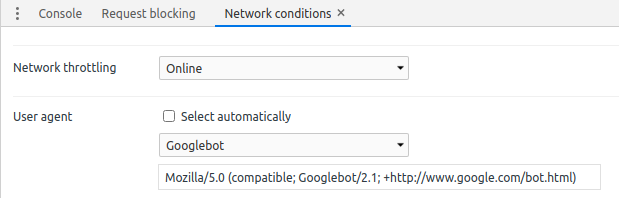 Console Request blocking Network conditions ×
Network throttling Online
User agent Select automatically
Googlebot
Mozilla/5.0 (compatible; Googlebot/2.1; +http://www.google.com/bot.html)